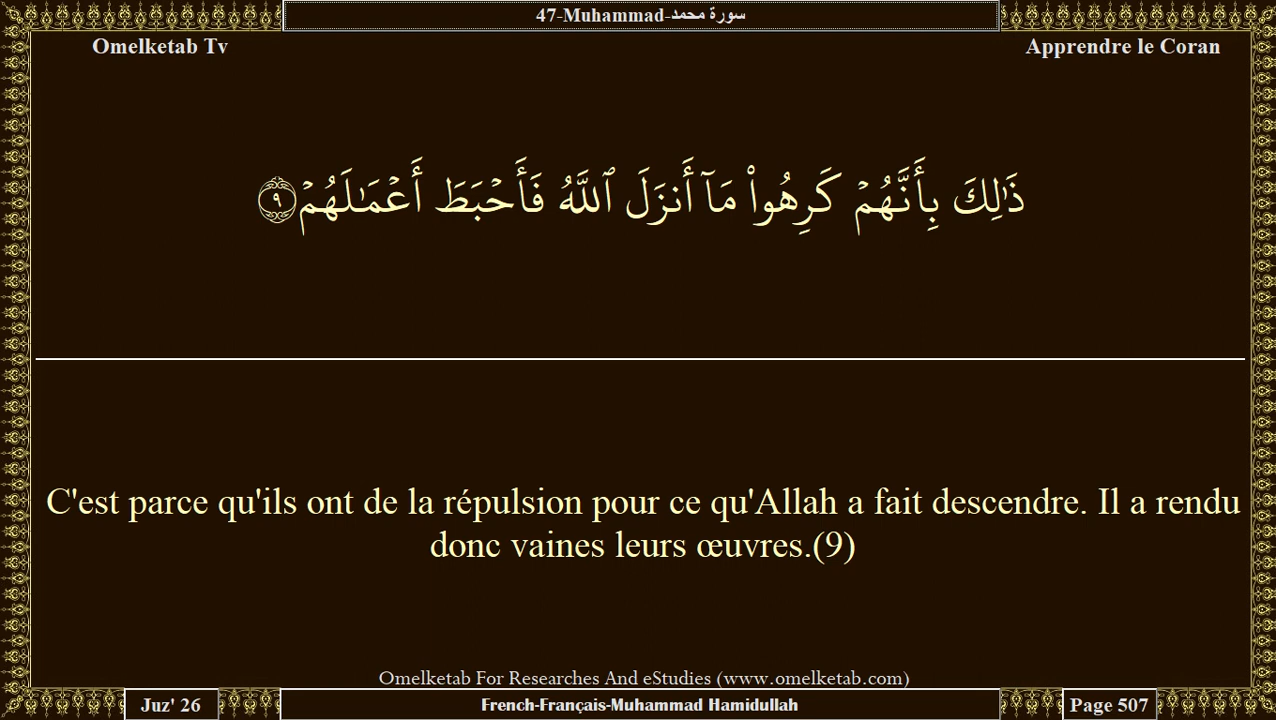 47-Muhammad-سورة محمد
Omelketab Tv
Apprendre le Coran
ذَٰلِكَ بِأَنَّهُمۡ كَرِهُواْ مَآ أَنزَلَ ٱللَّهُ فَأَحۡبَطَ أَعۡمَٰلَهُمۡ ٩
C'est parce qu'ils ont de la répulsion pour ce qu'Allah a fait descendre. Il a rendu
donc vaines leurs œuvres.(9)
Omelketab For Researches And eStudies (www.omelketab.com)
Juz' 26
French-Français-Muhammad Hamidullah
Page 507